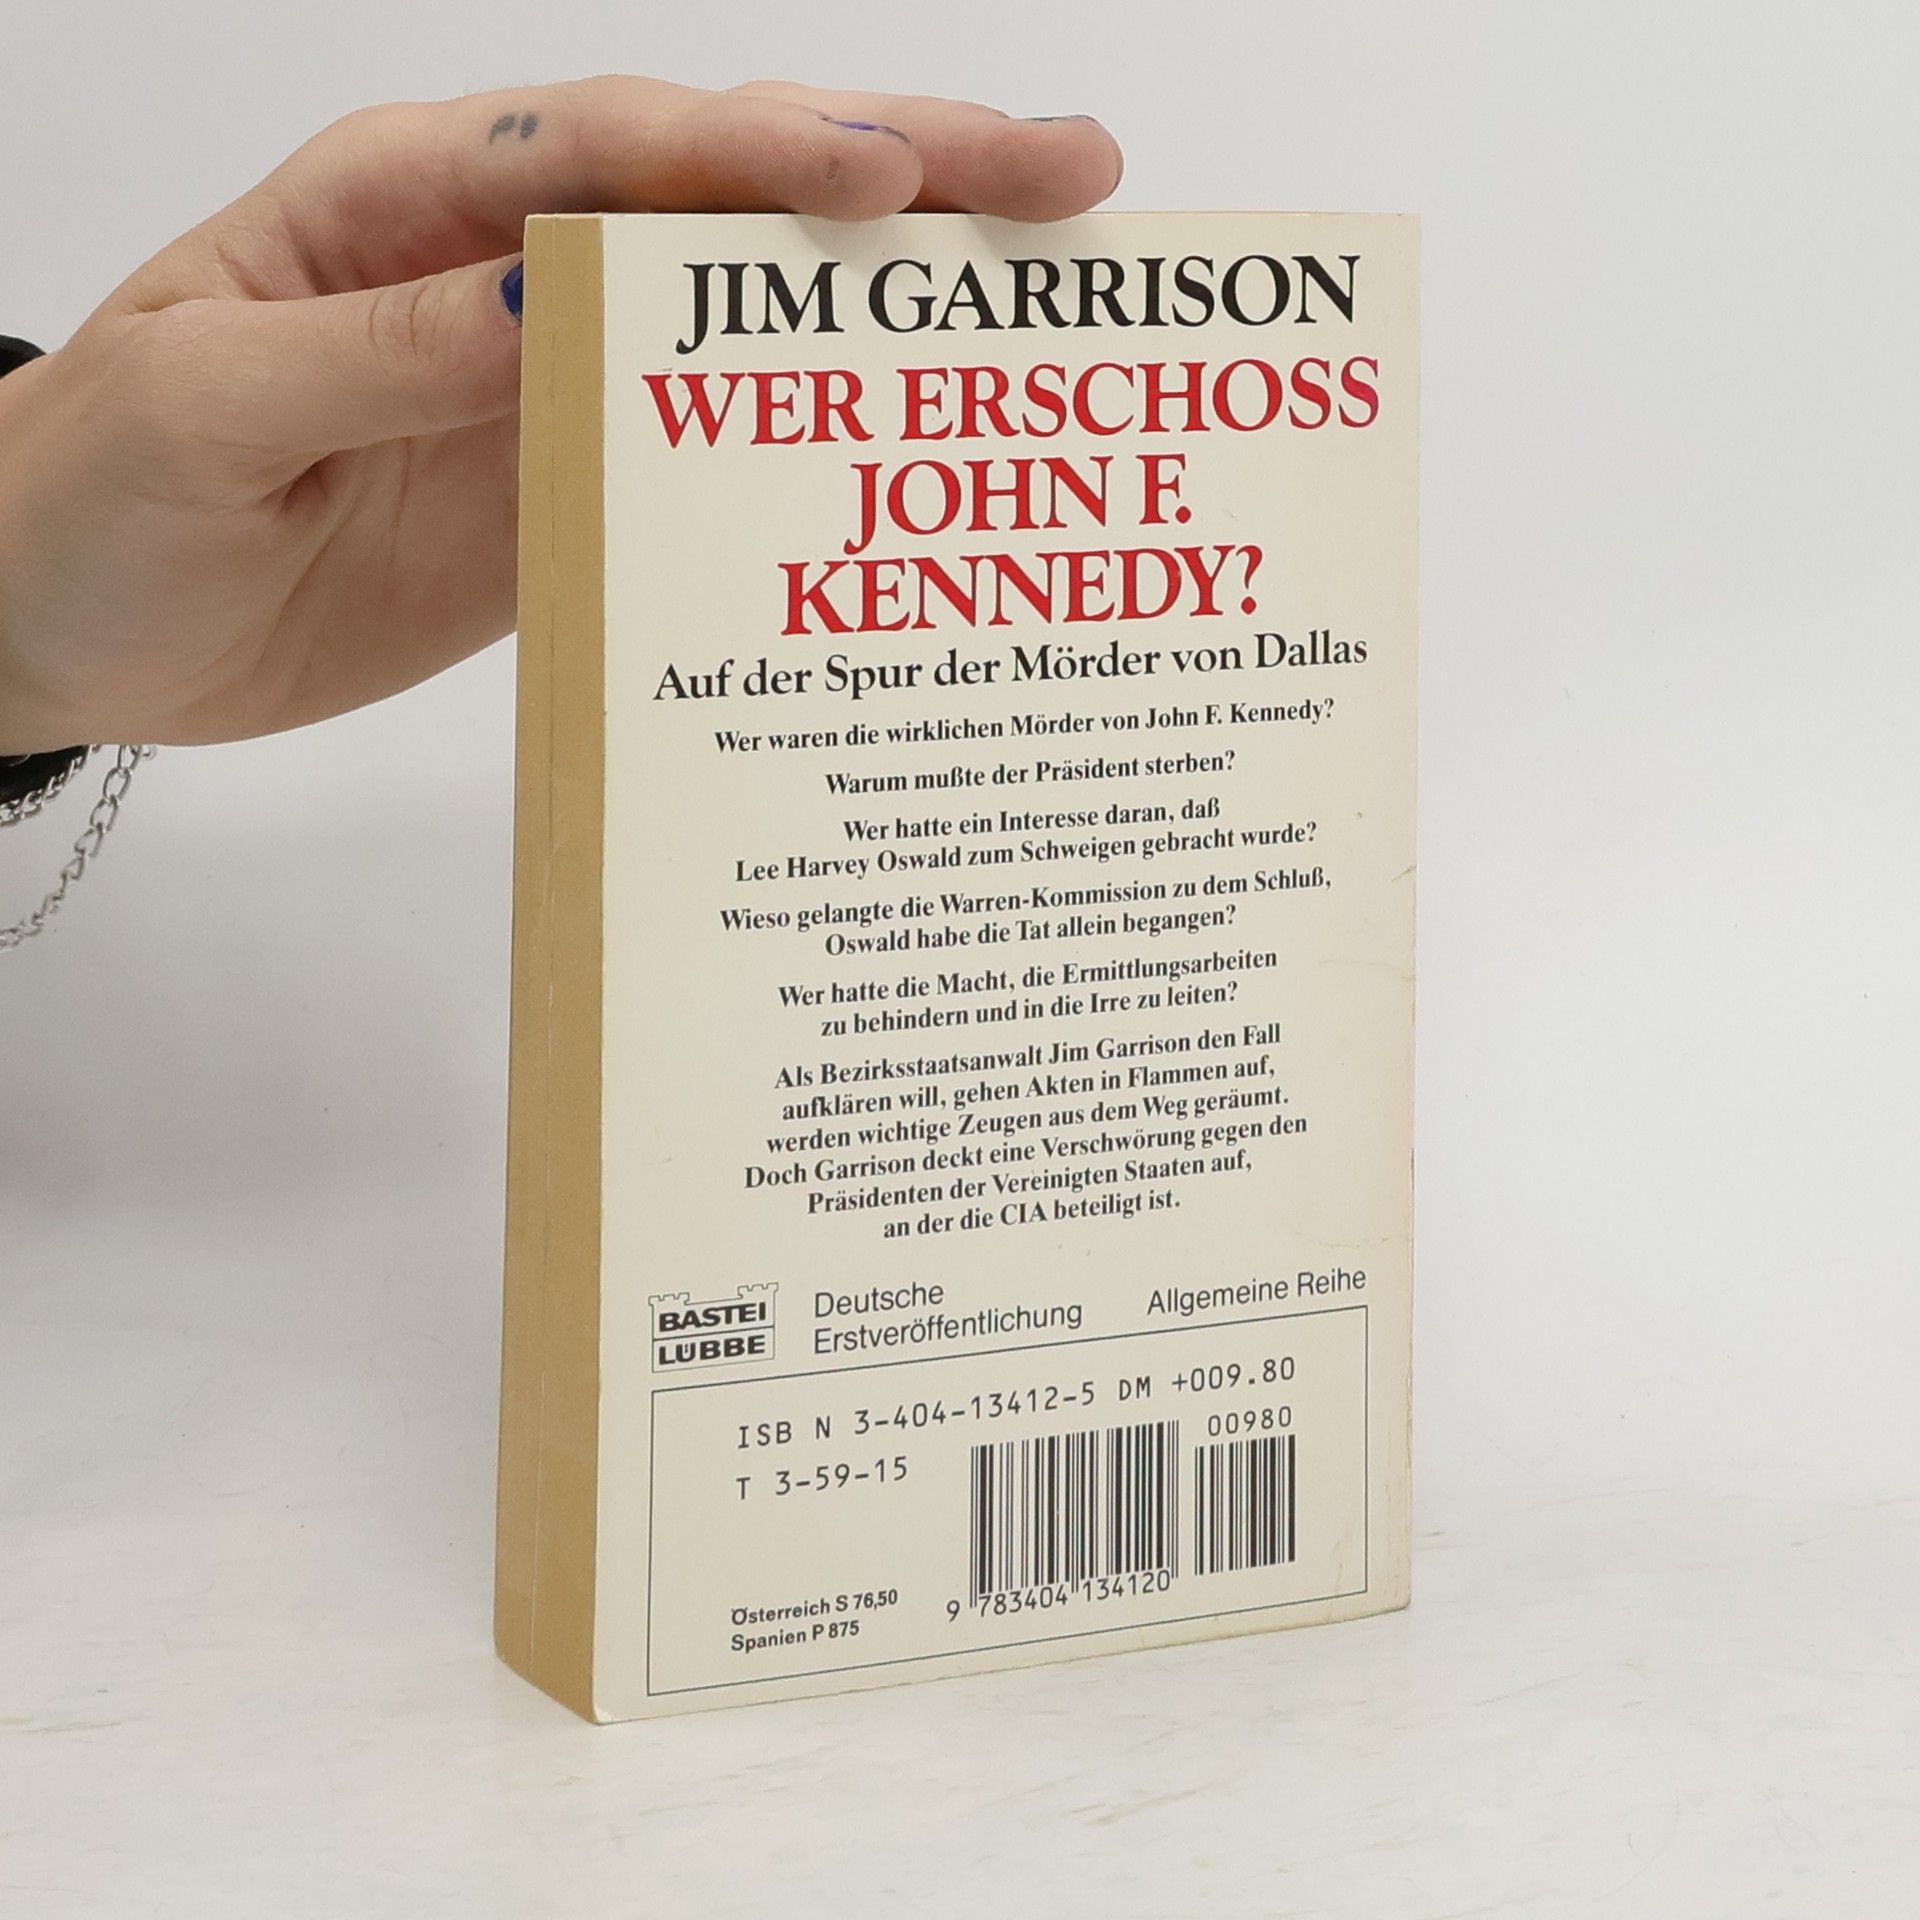 JIM GARRISON
WER ERSCHOSS
JOHN F.
KENNEDY?
Auf der Spur der Mörder von Dallas
Wer waren die wirklichen Mörder von John F. Kennedy?
Warum mußte der Präsident sterben?
Wer hatte ein Interesse daran, daß
Lee Harvey Oswald zum Schweigen gebracht wurde?
Wieso gelangte die Warren-Kommission zu dem Schluß,
Oswald habe die Tat allein begangen?
Wer hatte die Macht, die Ermittlungsarbeiten
zu behindern und in die Irre zu leiten?
Als Bezirksstaatsanwalt Jim Garrison den Fall
aufklären will, gehen Akten in Flammen auf,
werden wichtige Zeugen aus dem Weg geräumt.
Doch Garrison deckt eine Verschwörung gegen den
Präsidenten der Vereinigten Staaten auf,
an der die CIA beteiligt ist.
BASTEI
LÜBBE
Deutsche
Erstveröffentlichung
Allgemeine Reihe
ISB N 3-404-13412-5 DM +009.80
T 3-59-15
00980
9 783404 134120
Österreich S 76,50
Spanien P 875